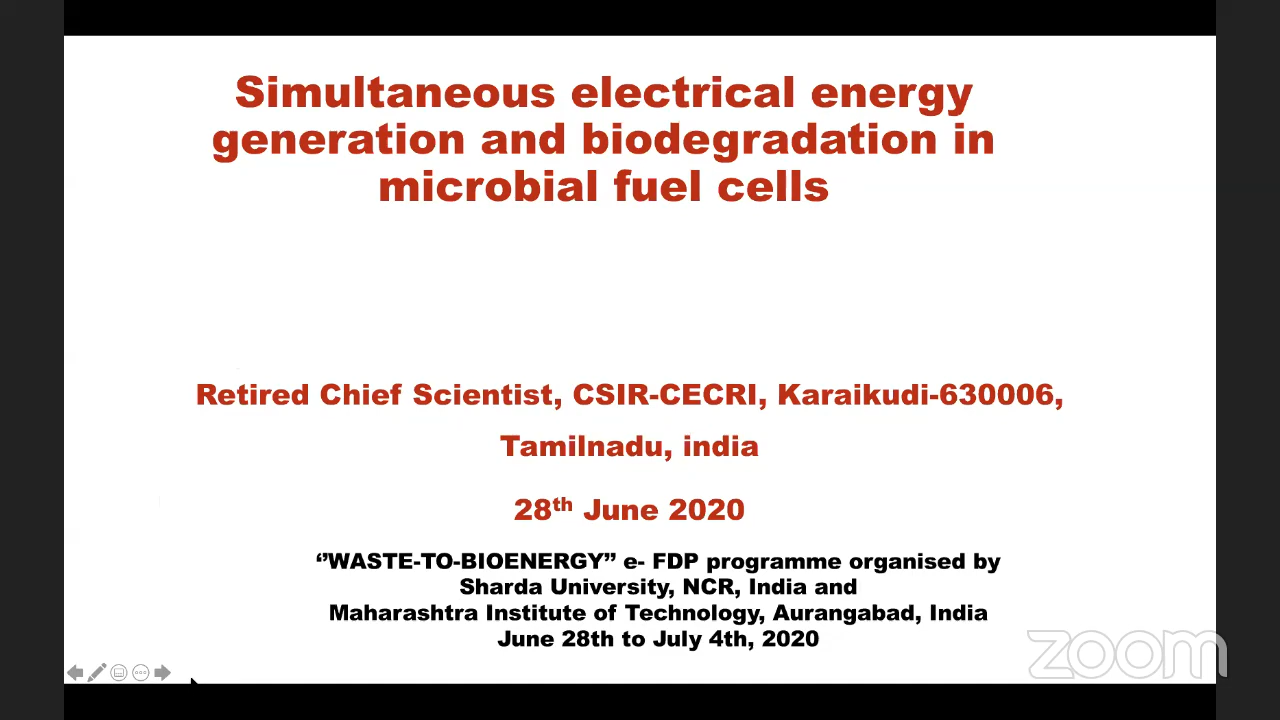 Simultaneous electrical energy
generation and biodegradation in
microbial fuel cells
Retired Chief Scientist, CSIR-CECRI, Karaikudi-630006,
Tamilnadu, india
28th June 2020
‘’WASTE-TO-BIOENERGY’’ e- FDP programme organised by
Sharda University, NCR, India and
Maharashtra Institute of Technology, Aurangabad, India
June 28th to July 4th, 2020
zoom